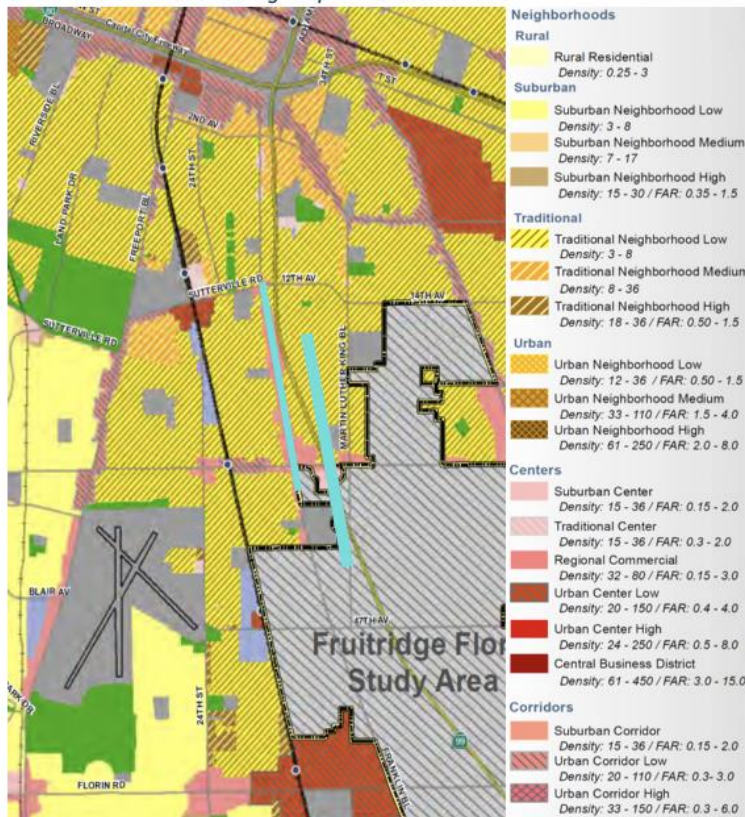 BROADWAY
Capital City Freeway
34TH ST
RIVERSIDE BL
2ND AV
24TH ST
LAND PARK DR
FREEPORT BL
SUTTERVILLE RD
12TH AV
14TH AV
SUTTERVILLE RD
MARTIN LUTHER KING BL
BLAIR AV
47TH AV
Fruitridge Flor
Study Area
24TH ST
99
FLORIN RD
FRANKLIN BL
Neighborhoods
Rural
Rural Residential
Density: 0.25 - 3
Suburban
Suburban Neighborhood Low
Density: 3 - 8
Suburban Neighborhood Medium
Density: 7 - 17
Suburban Neighborhood High
Density: 15 - 30 / FAR: 0.35 - 1.5
Traditional
Traditional Neighborhood Low
Density: 3 - 8
Traditional Neighborhood Medium
Density: 8 - 36
Traditional Neighborhood High
Density: 18 - 36 / FAR: 0.50 - 1.5
Urban
Urban Neighborhood Low
Density: 12 - 36 / FAR: 0.50 - 1.5
Urban Neighborhood Medium
Density: 33 - 110 / FAR: 1.5 - 4.0
Urban Neighborhood High
Density: 61 - 250 / FAR: 2.0 - 8.0
Centers
Suburban Center
Density: 15 - 36 / FAR: 0.15 - 2.0
Traditional Center
Density: 15 - 36 / FAR: 0.3 - 2.0
Regional Commercial
Density: 32 - 80 / FAR: 0.15 - 3.0
Urban Center Low
Density: 20 - 150 / FAR: 0.4 - 4.0
Urban Center High
Density: 24 - 250 / FAR: 0.5 - 8.0
Central Business District
Density: 61 - 450 / FAR: 3.0 - 15.0
Corridors
Suburban Corridor
Density: 15 - 36 / FAR: 0.15 - 2.0
Urban Corridor Low
Density: 20 - 110 / FAR: 0.3- 3.0
Urban Corridor High
Density: 33 - 150 / FAR: 0.3 - 6.0